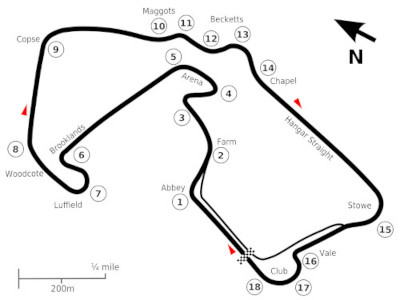 Maggots
Becketts
10
11
12
13
Copse
9
5
14
Chapel
Arena
4
3
Hangar Straight
N
Brooklands
Farm
8
6
2
Woodcote
7
Luffield
Abbey
1
Stowe
15
Vale
16
Club
18
17
¼ mile
200m